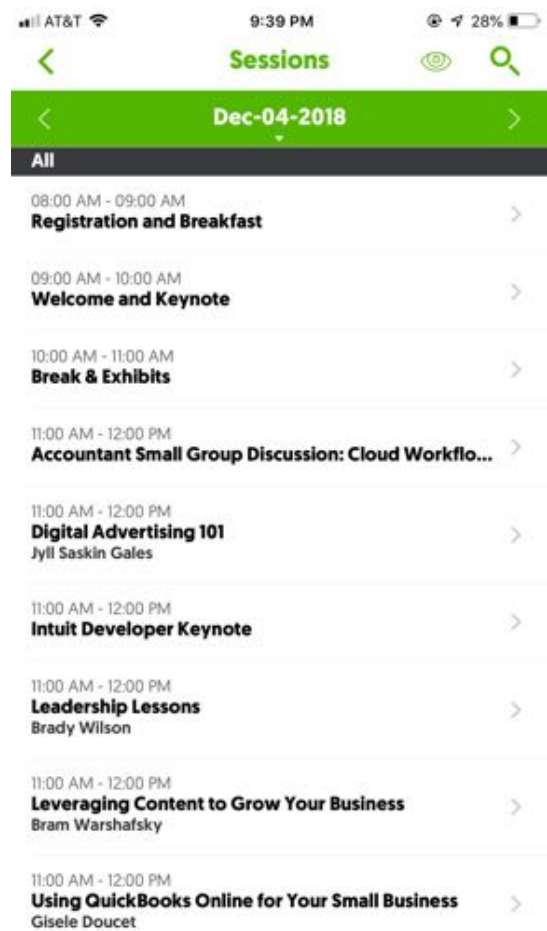 AT&T 9:39 PM 28%
Sessions
Dec-04-2018
All
08:00 AM - 09:00 AM
Registration and Breakfast
09:00 AM - 10:00 AM
Welcome and Keynote
10:00 AM - 11:00 AM
Break & Exhibits
11:00 AM - 12:00 PM
Accountant Small Group Discussion: Cloud Workflo...
11:00 AM - 12:00 PM
Digital Advertising 101
Jyll Saskin Gales
11:00 AM - 12:00 PM
Intuit Developer Keynote
11:00 AM - 12:00 PM
Leadership Lessons
Brady Wilson
11:00 AM - 12:00 PM
Leveraging Content to Grow Your Business
Bram Warshafsky
11:00 AM - 12:00 PM
Using QuickBooks Online for Your Small Business
Gisele Doucet